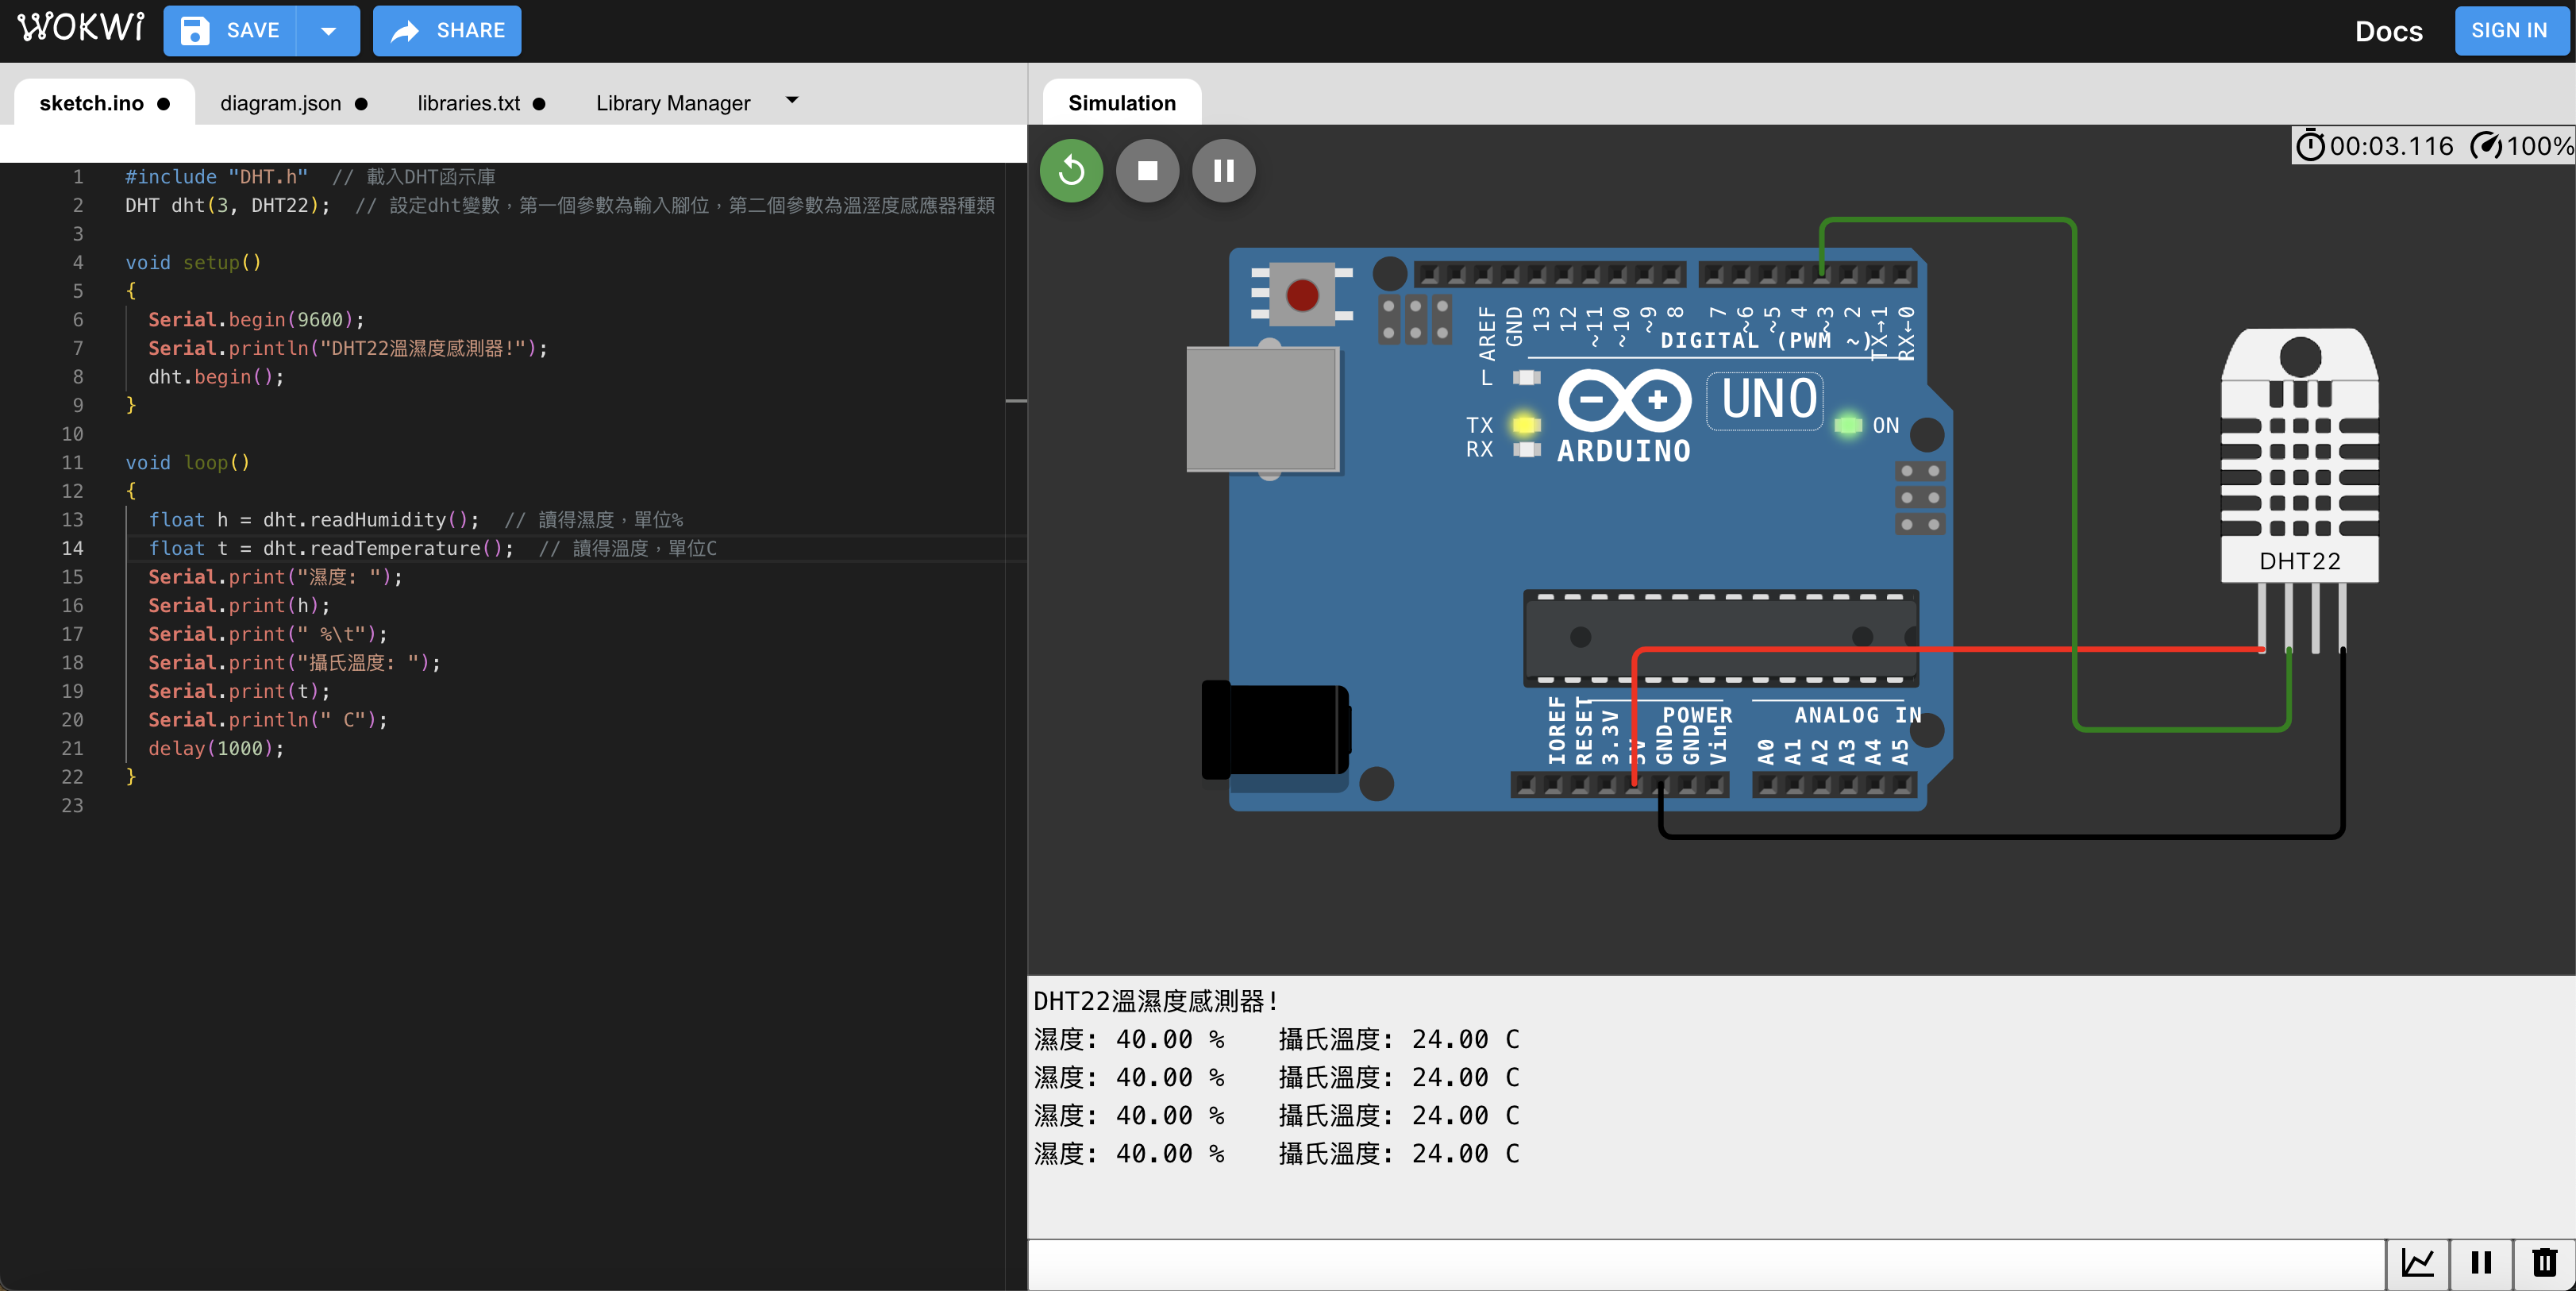 WOKWi SAVE SHARE Docs SIGN IN
sketch.ino ● diagram.json ● libraries.txt ● Library Manager
Simulation
00:03.116 100%
1 #include "DHT.h"  // 載入DHT函示庫
2 DHT dht(3, DHT22);  // 設定dht變數，第一個參數為輸入腳位，第二個參數為溫溼度感應器種類
3
4 void setup()
5 {
6   Serial.begin(9600);
7   Serial.println("DHT22溫濕度感測器!");
8   dht.begin();
9 }
10
11 void loop()
12 {
13   float h = dht.readHumidity();  // 讀得濕度，單位%
14   float t = dht.readTemperature();  // 讀得溫度，單位C
15   Serial.print("濕度: ");
16   Serial.print(h);
17   Serial.print(" %\t");
18   Serial.print("攝氏溫度: ");
19   Serial.print(t);
20   Serial.println(" C");
21   delay(1000);
22 }
23
AREF GND 13 12 ~11 ~10 ~9 8 7 ~6 ~5 4 ~3 2 TX→1 RX←0
DIGITAL (PWM ~)
L
TX
RX
UNO
ON
ARDUINO
DHT22
IOREF RESET 3.3V 5V GND GND Vin
POWER
ANALOG IN
A0 A1 A2 A3 A4 A5
DHT22溫濕度感測器!
濕度: 40.00 % 攝氏溫度: 24.00 C
濕度: 40.00 % 攝氏溫度: 24.00 C
濕度: 40.00 % 攝氏溫度: 24.00 C
濕度: 40.00 % 攝氏溫度: 24.00 C